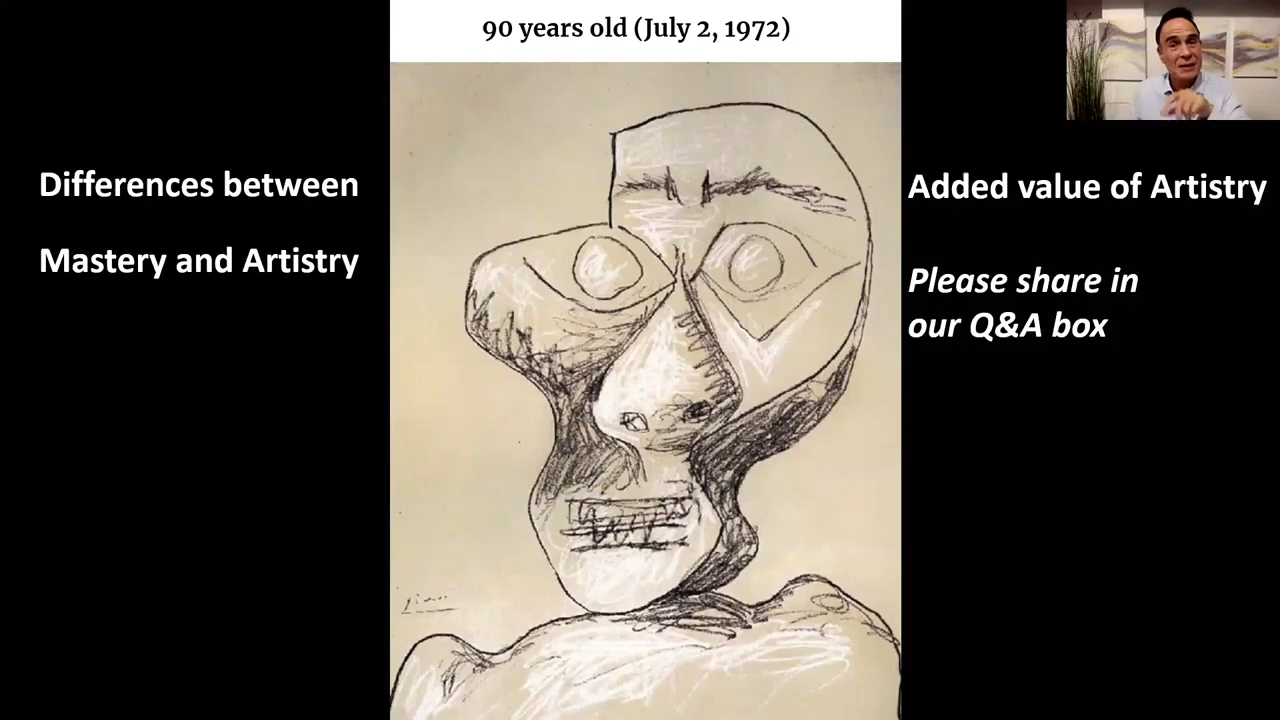 90 years old (July 2, 1972)
Differences between
Mastery and Artistry
Added value of Artistry
Please share in
our Q&A box